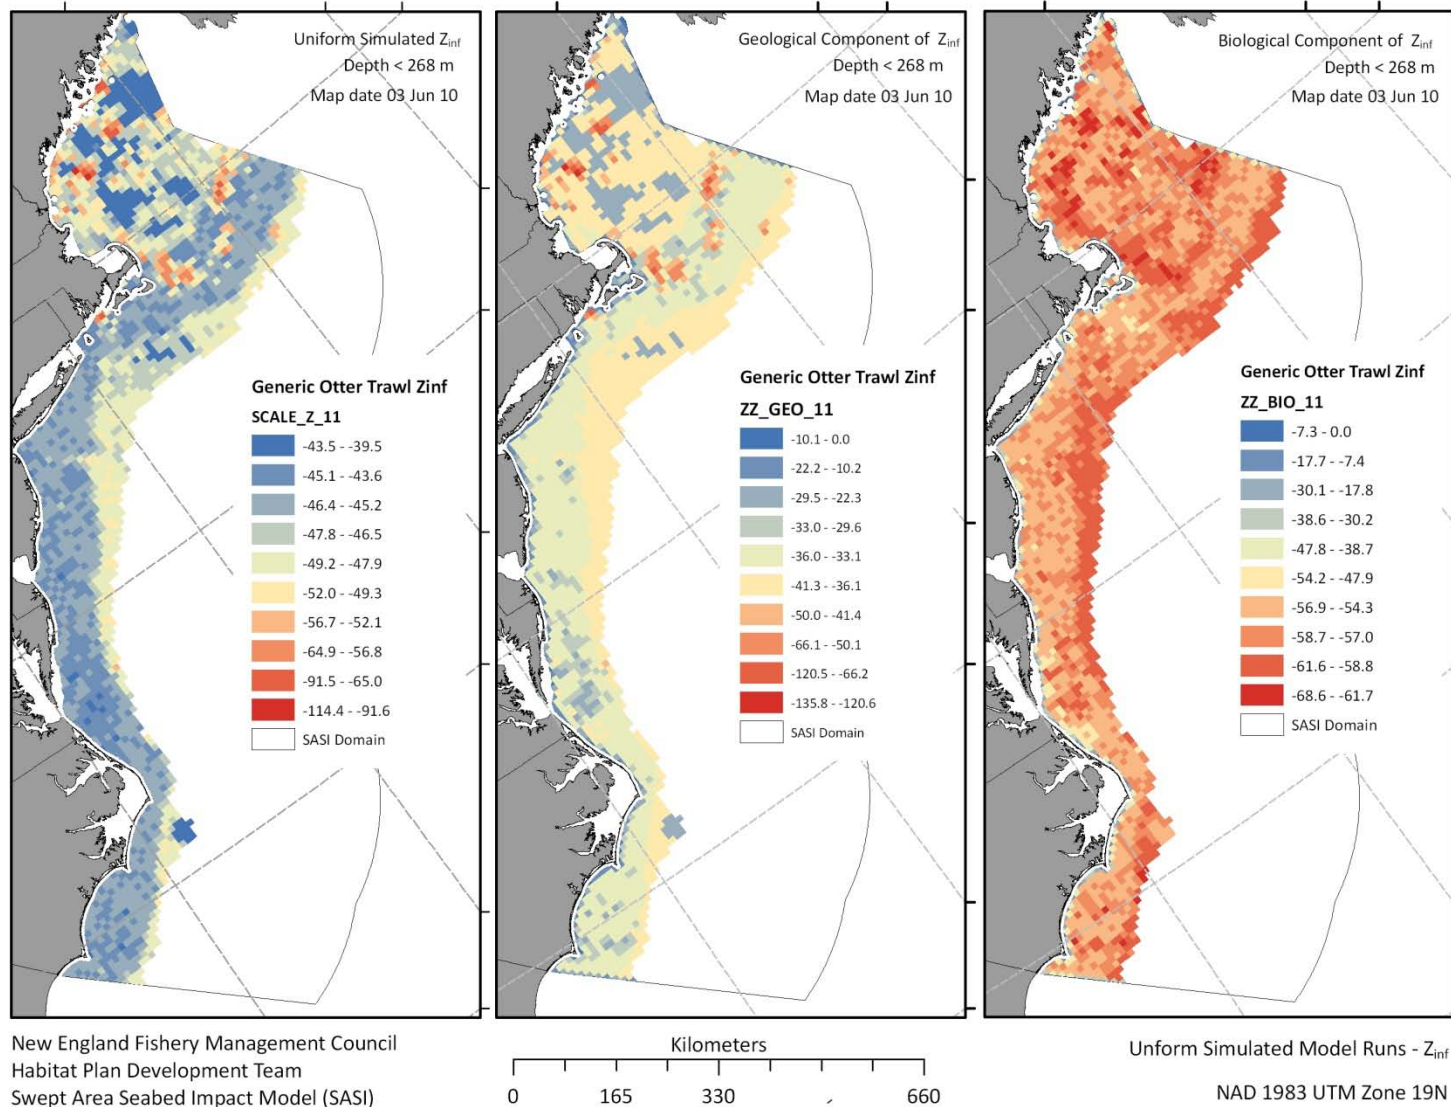 Uniform Simulated Zinf
Depth < 268 m
Map date 03 Jun 10
Generic Otter Trawl Zinf
SCALE_Z_11
-43.5 - -39.5
-45.1 - -43.6
-46.4 - -45.2
-47.8 - -46.5
-49.2 - -47.9
-52.0 - -49.3
-56.7 - -52.1
-64.9 - -56.8
-91.5 - -65.0
-114.4 - -91.6
SASI Domain
Geological Component of Zinf
Depth < 268 m
Map date 03 Jun 10
Generic Otter Trawl Zinf
ZZ_GEO_11
-10.1 - 0.0
-22.2 - -10.2
-29.5 - -22.3
-33.0 - -29.6
-36.0 - -33.1
-41.3 - -36.1
-50.0 - -41.4
-66.1 - -50.1
-120.5 - -66.2
-135.8 - -120.6
SASI Domain
Biological Component of Zinf
Depth < 268 m
Map date 03 Jun 10
Generic Otter Trawl Zinf
ZZ_BIO_11
-7.3 - 0.0
-17.7 - -7.4
-30.1 - -17.8
-38.6 - -30.2
-47.8 - -38.7
-54.2 - -47.9
-56.9 - -54.3
-58.7 - -57.0
-61.6 - -58.8
-68.6 - -61.7
SASI Domain
New England Fishery Management Council
Habitat Plan Development Team
Swept Area Seabed Impact Model (SASI)
Kilometers
0 165 330 660
Unform Simulated Model Runs - Zinf
NAD 1983 UTM Zone 19N